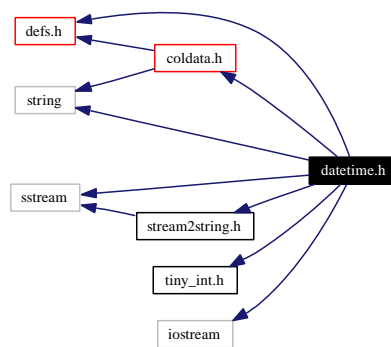 defs.h
coldata.h
string
datetime.h
sstream
stream2string.h
tiny_int.h
iostream